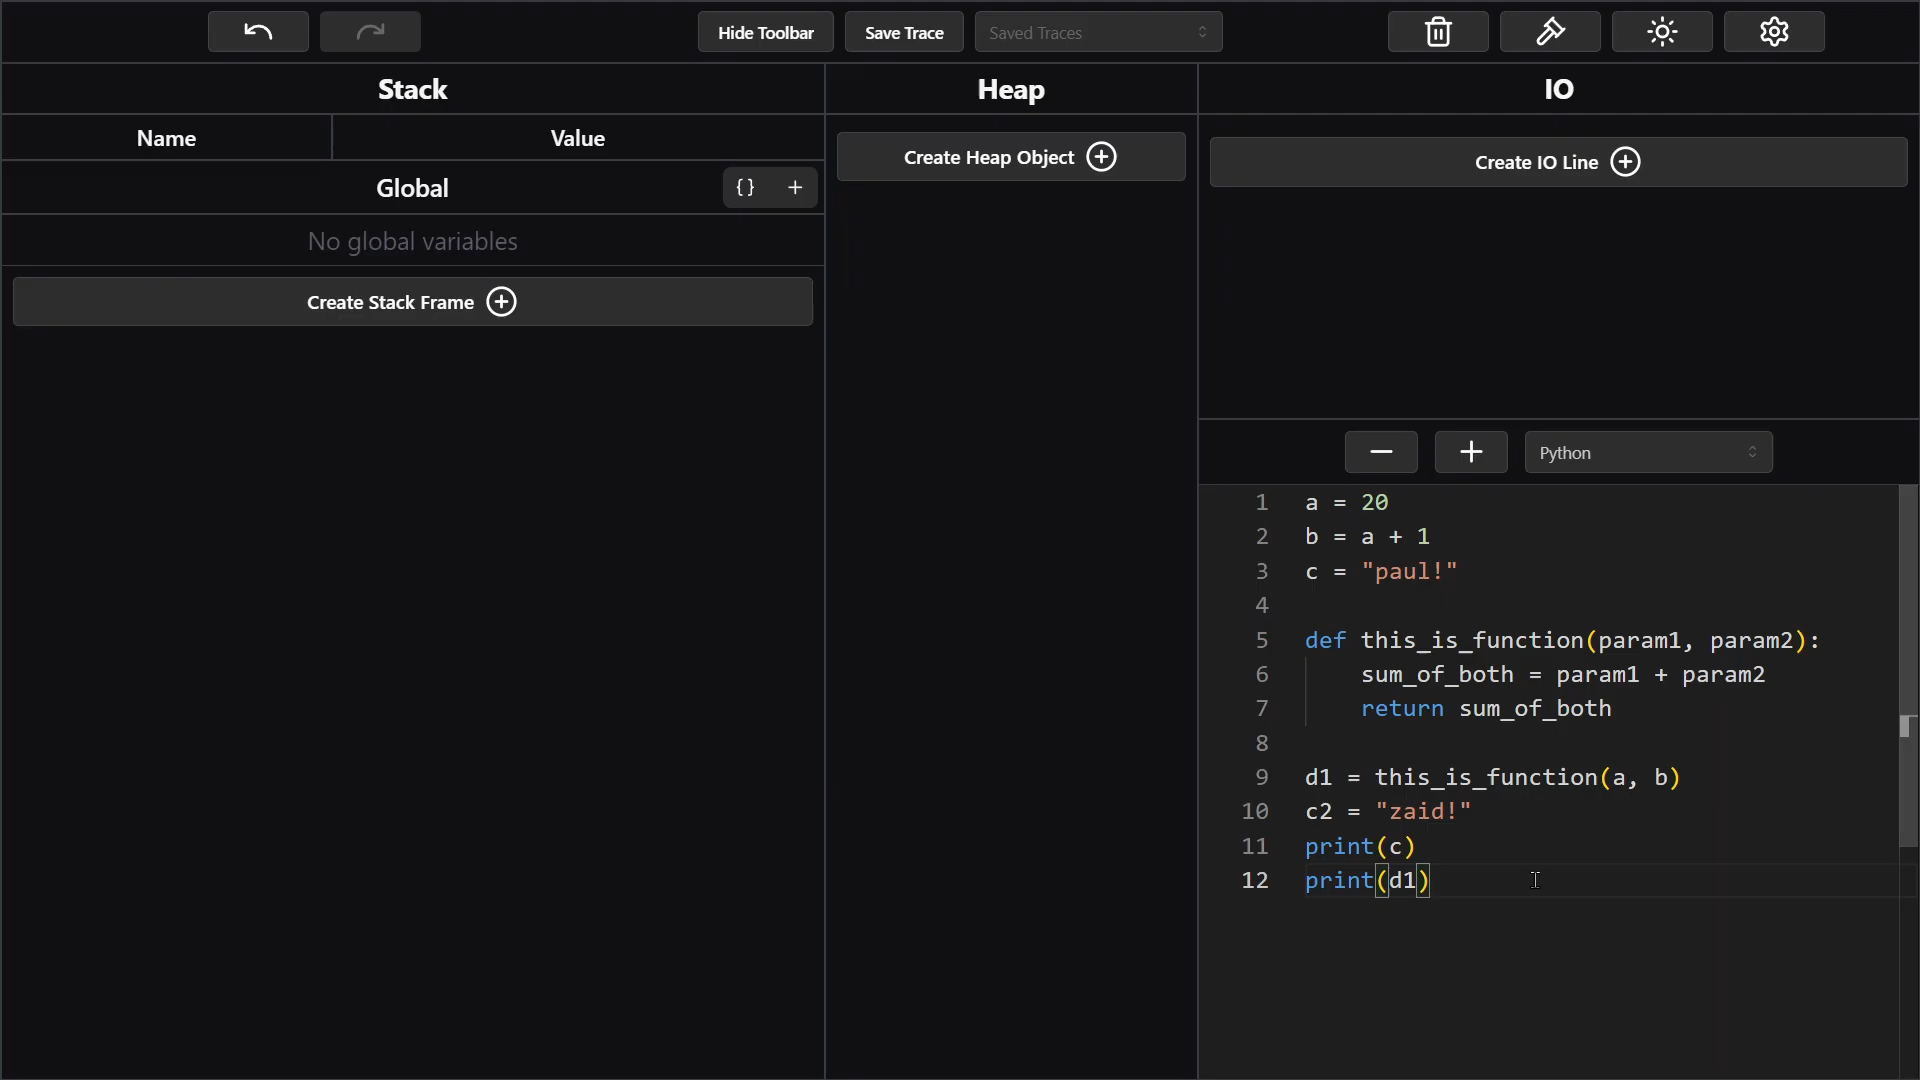 Hide Toolbar Save Trace Saved Traces
Stack Heap IO
Name Value
Create Heap Object
Create IO Line
Global {} +
No global variables
Create Stack Frame
Python
1 a = 20
2 b = a + 1
3 c = "paul!"
4
5 def this_is_function(param1, param2):
6 sum_of_both = param1 + param2
7 return sum_of_both
8
9 d1 = this_is_function(a, b)
10 c2 = "zaid!"
11 print(c)
12 print(d1)